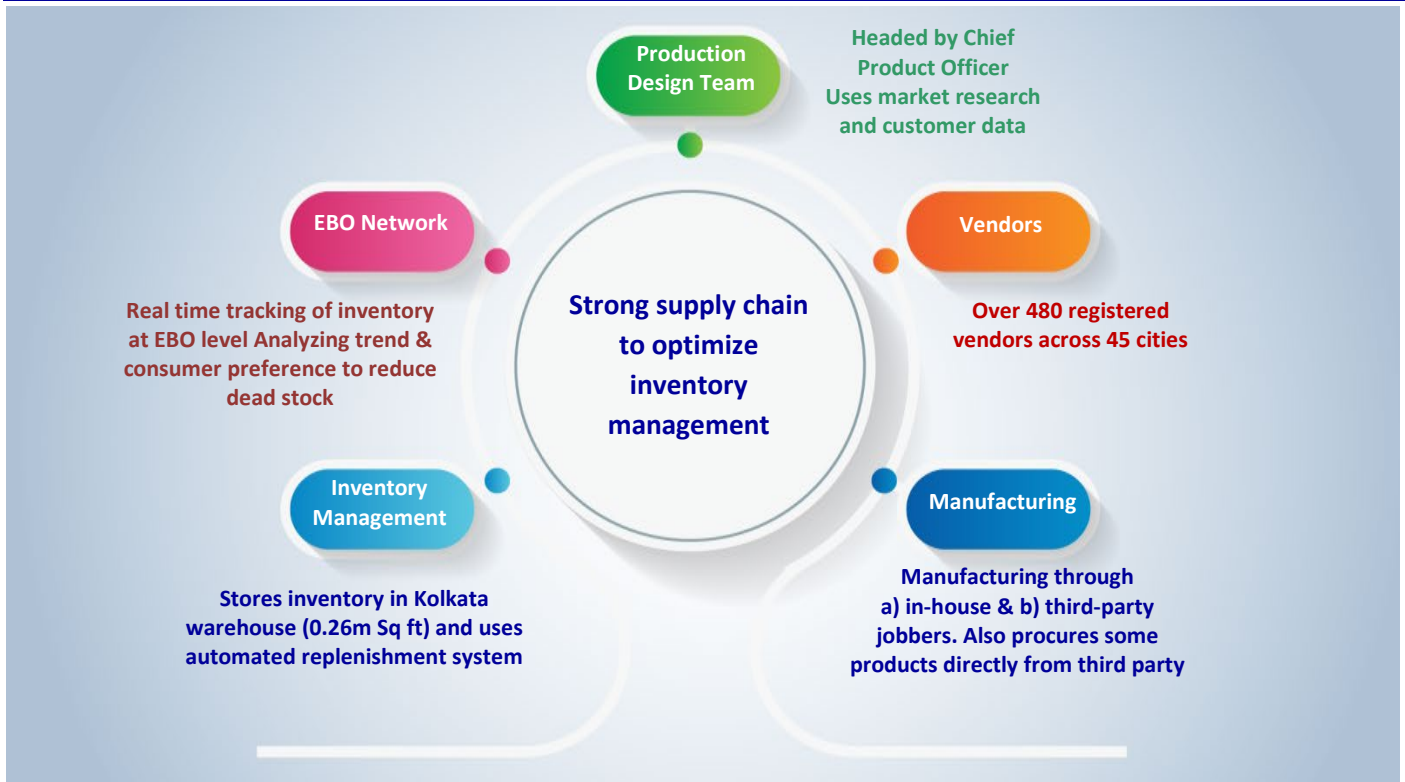 Production
Design Team
Headed by Chief
Product Officer
Uses market research
and customer data
EBO Network
Real time tracking of inventory
at EBO level Analyzing trend &
consumer preference to reduce
dead stock
Vendors
Over 480 registered
vendors across 45 cities
Strong supply chain
to optimize
inventory
management
Inventory
Management
Stores inventory in Kolkata
warehouse (0.26m Sq ft) and uses
automated replenishment system
Manufacturing
Manufacturing through
a) in-house & b) third-party
jobbers. Also procures some
products directly from third party